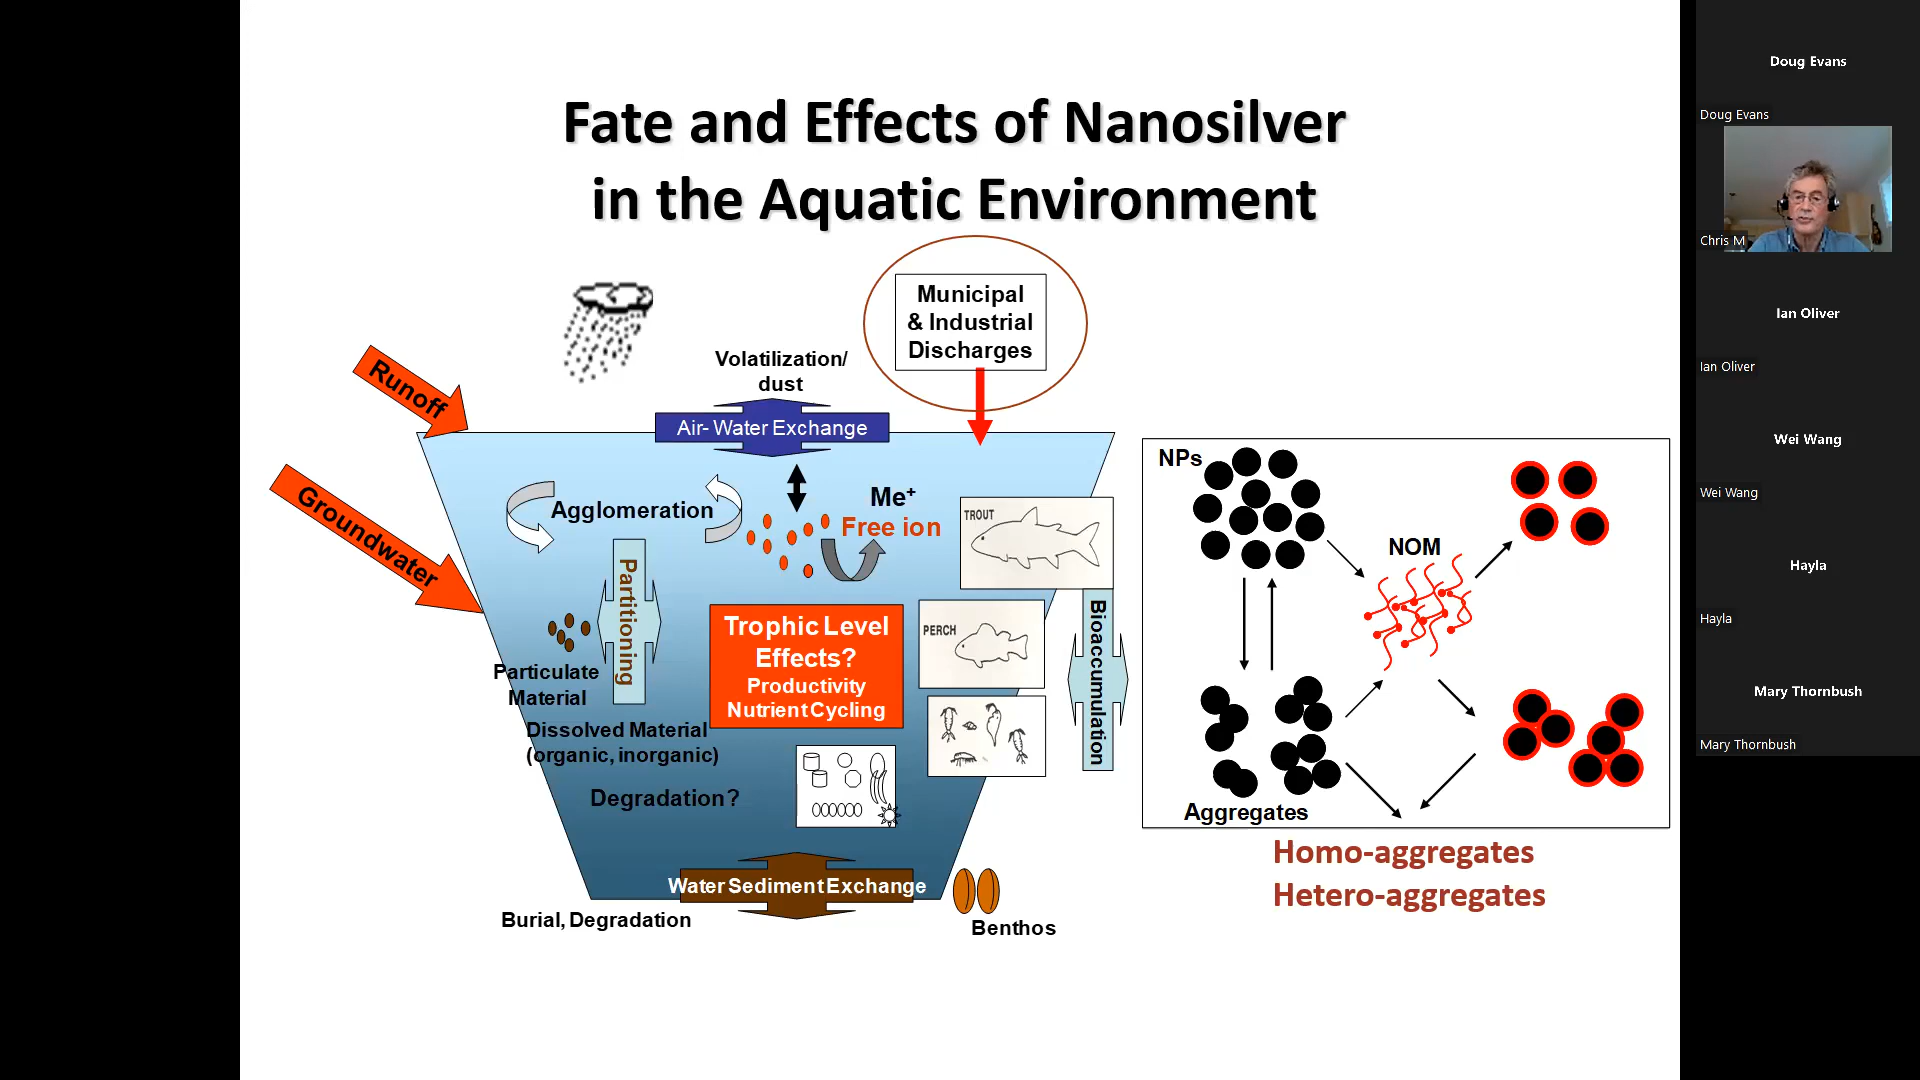 Fate and Effects of Nanosilver
in the Aquatic Environment
Municipal
& Industrial
Discharges
Volatilization/
dust
Runoff
Air- Water Exchange
Groundwater
Agglomeration
Me+
Free ion
TROUT
Partitioning
Particulate
Material
Trophic Level
Effects?
Productivity
Nutrient Cycling
PERCH
Bioaccumulation
Dissolved Material
(organic, inorganic)
Degradation?
Water Sediment Exchange
Burial, Degradation
Benthos
NPs
NOM
Aggregates
Homo-aggregates
Hetero-aggregates
Doug Evans
Doug Evans
Chris M
Ian Oliver
Ian Oliver
Wei Wang
Wei Wang
Hayla
Hayla
Mary Thornbush
Mary Thornbush